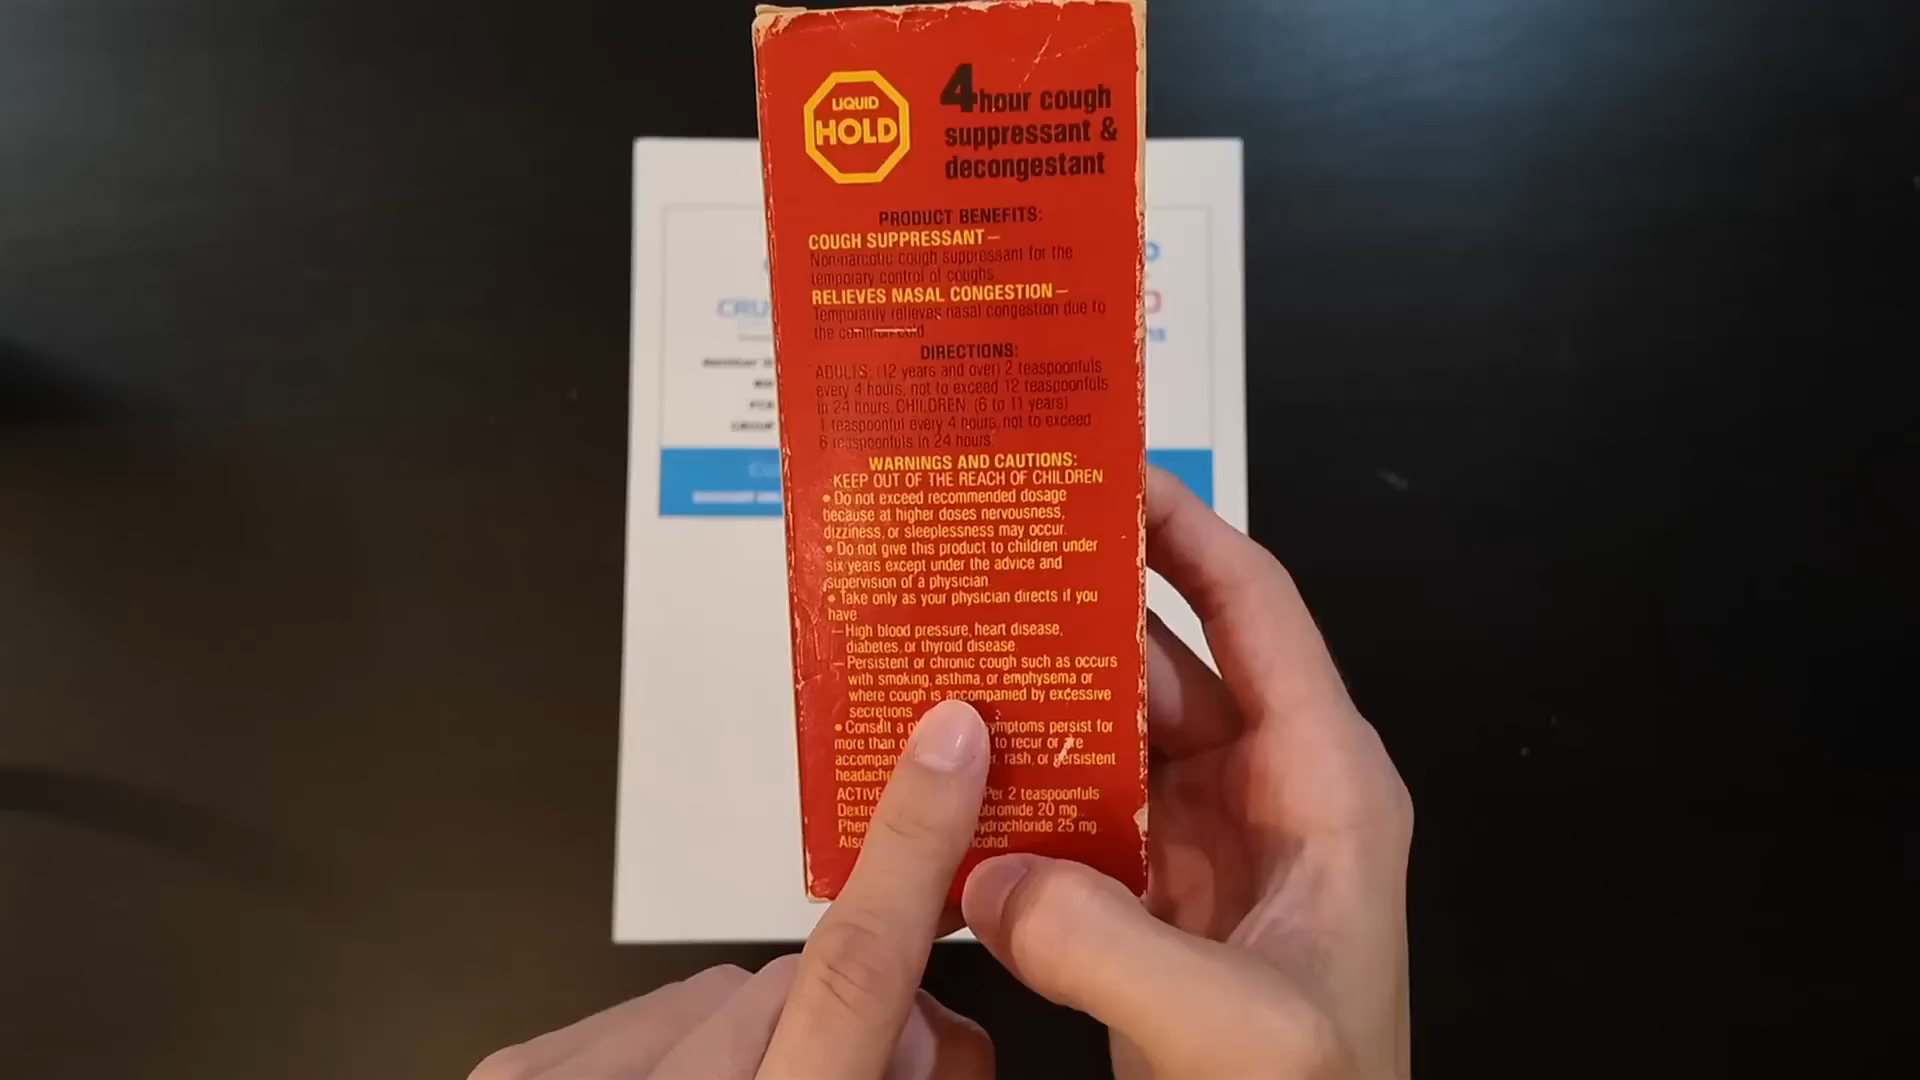 LIQUID
HOLD
4 hour cough
suppressant &
decongestant
PRODUCT BENEFITS:
COUGH SUPPRESSANT—
Non-narcotic cough suppressant for the
temporary control of coughs.
RELIEVES NASAL CONGESTION—
Temporarily relieves nasal congestion due to
the common cold
DIRECTIONS:
ADULTS: (12 years and over) 2 teaspoonfuls
every 4 hours, not to exceed 12 teaspoonfuls
in 24 hours. CHILDREN: (6 to 11 years)
1 teaspoonful every 4 hours, not to exceed
6 teaspoonfuls in 24 hours.
WARNINGS AND CAUTIONS:
KEEP OUT OF THE REACH OF CHILDREN.
• Do not exceed recommended dosage
because at higher doses nervousness,
dizziness, or sleeplessness may occur.
• Do not give this product to children under
six years except under the advice and
supervision of a physician.
• Take only as your physician directs if you
have:
—High blood pressure, heart disease,
diabetes, or thyroid disease.
—Persistent or chronic cough such as occurs
with smoking, asthma, or emphysema or
where cough is accompanied by excessive
secretions
• Consult a symptoms persist for
more than to recur or are
rash, or persistent
ACTIVE Per 2 teaspoonfuls
20 mg.
25 mg.